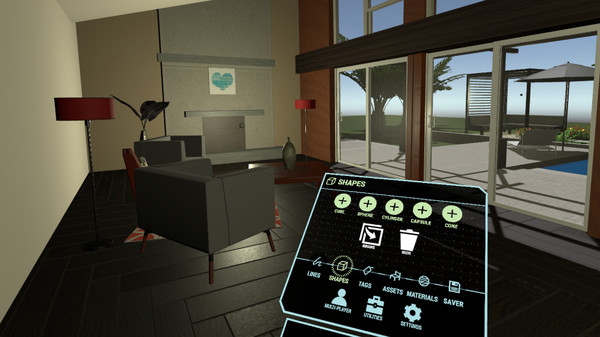 SHAPES
CUBE SPHERE CYLINDER CAPSULE CONE
LINES SHAPES TAGS ASSETS MATERIALS SAVER
MULTI-PLAYER UTILITIES SETTINGS